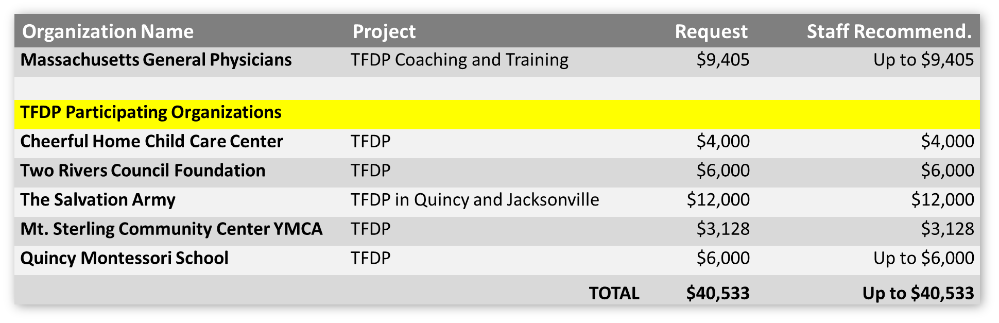 Organization Name Project Request Staff Recommend.
Massachusetts General Physicians TFDP Coaching and Training $9,405 Up to $9,405
TFDP Participating Organizations
Cheerful Home Child Care Center TFDP $4,000 $4,000
Two Rivers Council Foundation TFDP $6,000 $6,000
The Salvation Army TFDP in Quincy and Jacksonville $12,000 $12,000
Mt. Sterling Community Center YMCA TFDP $3,128 $3,128
Quincy Montessori School TFDP $6,000 Up to $6,000
TOTAL $40,533 Up to $40,533